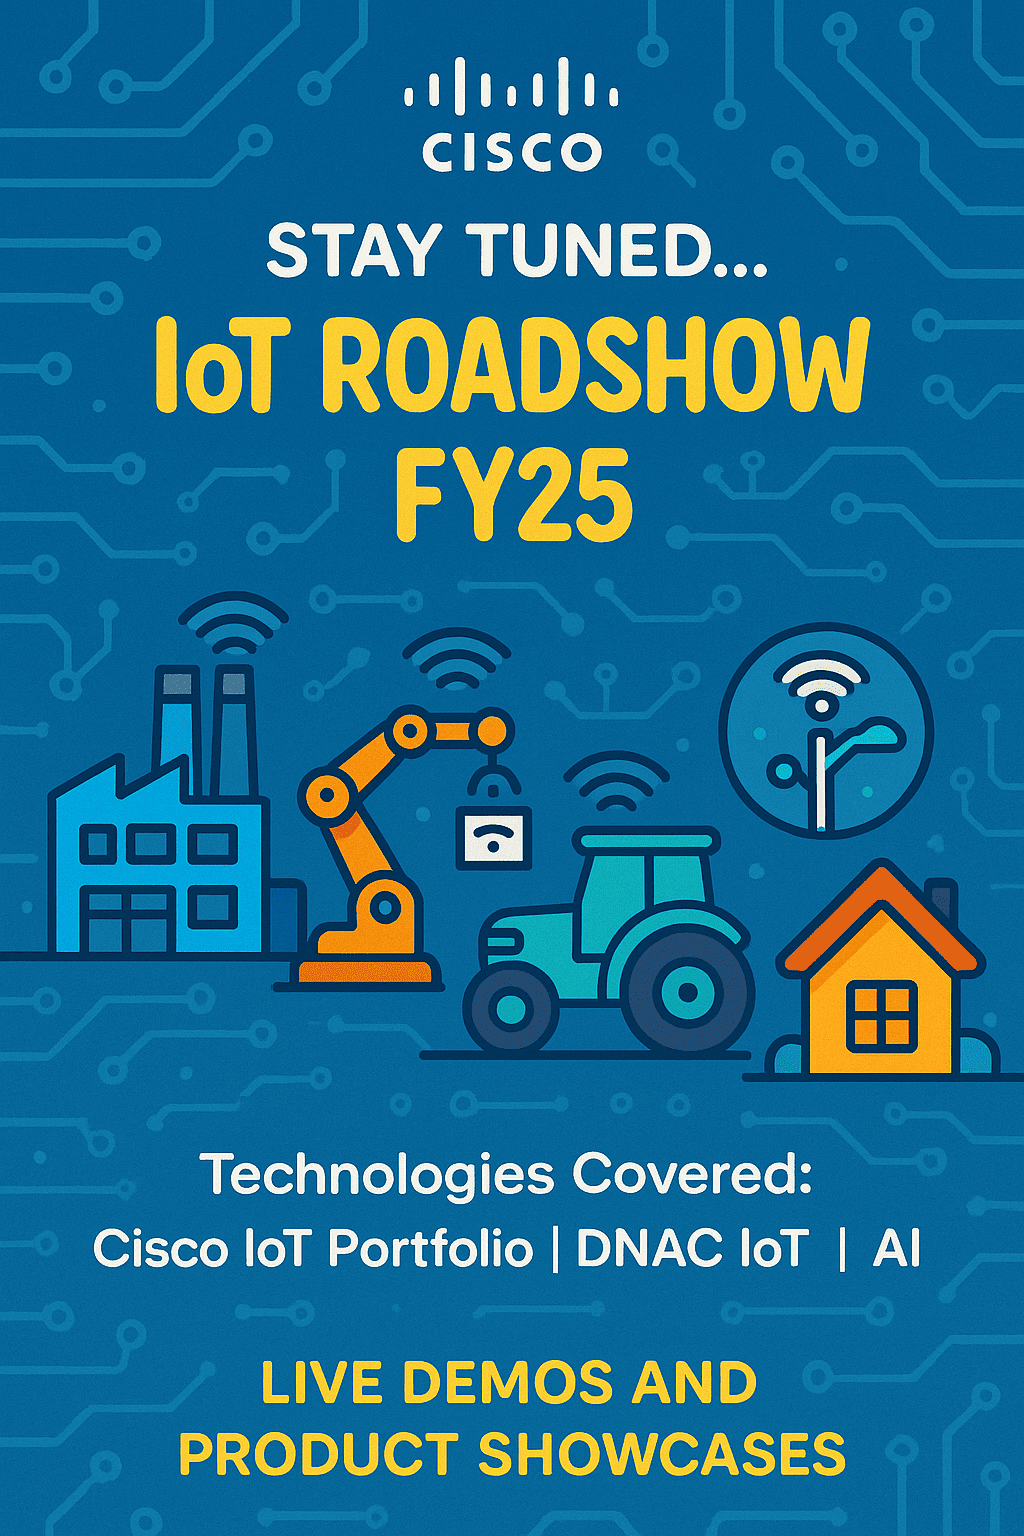 CISCO
STAY TUNED...
IoT ROADSHOW
FY25
Technologies Covered:
Cisco IoT Portfolio | DNAC IoT | AI
LIVE DEMOS AND
PRODUCT SHOWCASES